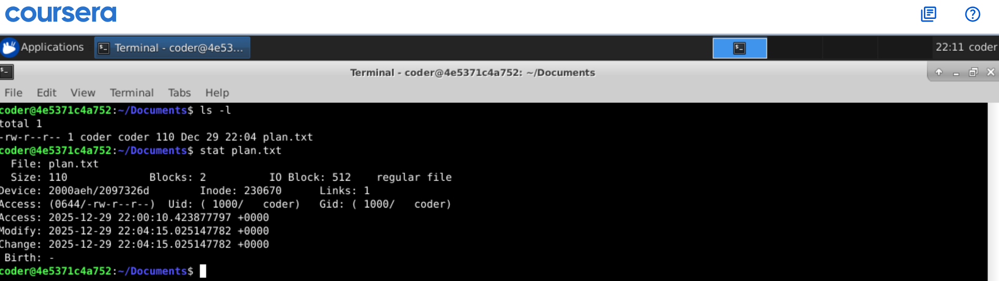 coursera
Applications Terminal - coder@4e53... 22:11 coder
Terminal - coder@4e5371c4a752: ~/Documents
File Edit View Terminal Tabs Help
coder@4e5371c4a752:~/Documents$ ls -l
total 1
-rw-r--r-- 1 coder coder 110 Dec 29 22:04 plan.txt
coder@4e5371c4a752:~/Documents$ stat plan.txt
  File: plan.txt
  Size: 110             Blocks: 2          IO Block: 512    regular file
Device: 2000aeh/2097326d        Inode: 230670      Links: 1
Access: (0644/-rw-r--r--)  Uid: ( 1000/   coder)   Gid: ( 1000/   coder)
Access: 2025-12-29 22:00:10.423877797 +0000
Modify: 2025-12-29 22:04:15.025147782 +0000
Change: 2025-12-29 22:04:15.025147782 +0000
 Birth: -
coder@4e5371c4a752:~/Documents$